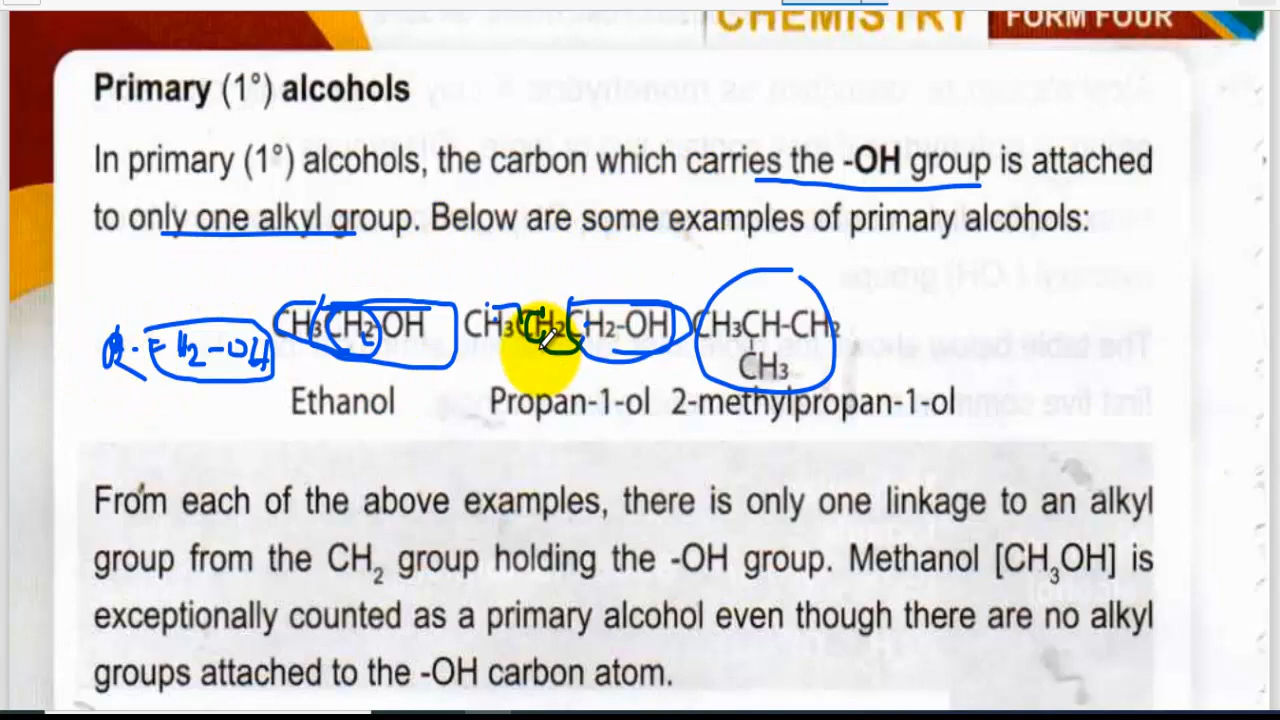 CHEMISTRY FORM FOUR
Primary (1°) alcohols
In primary (1°) alcohols, the carbon which carries the -OH group is attached
to only one alkyl group. Below are some examples of primary alcohols:
CH₃CH₂OH CH₃CH₂CH₂-OH CH₃CH-CH₂
CH₃
Ethanol Propan-1-ol 2-methylpropan-1-ol
From each of the above examples, there is only one linkage to an alkyl
group from the CH₂ group holding the -OH group. Methanol [CH₃OH] is
exceptionally counted as a primary alcohol even though there are no alkyl
groups attached to the -OH carbon atom.